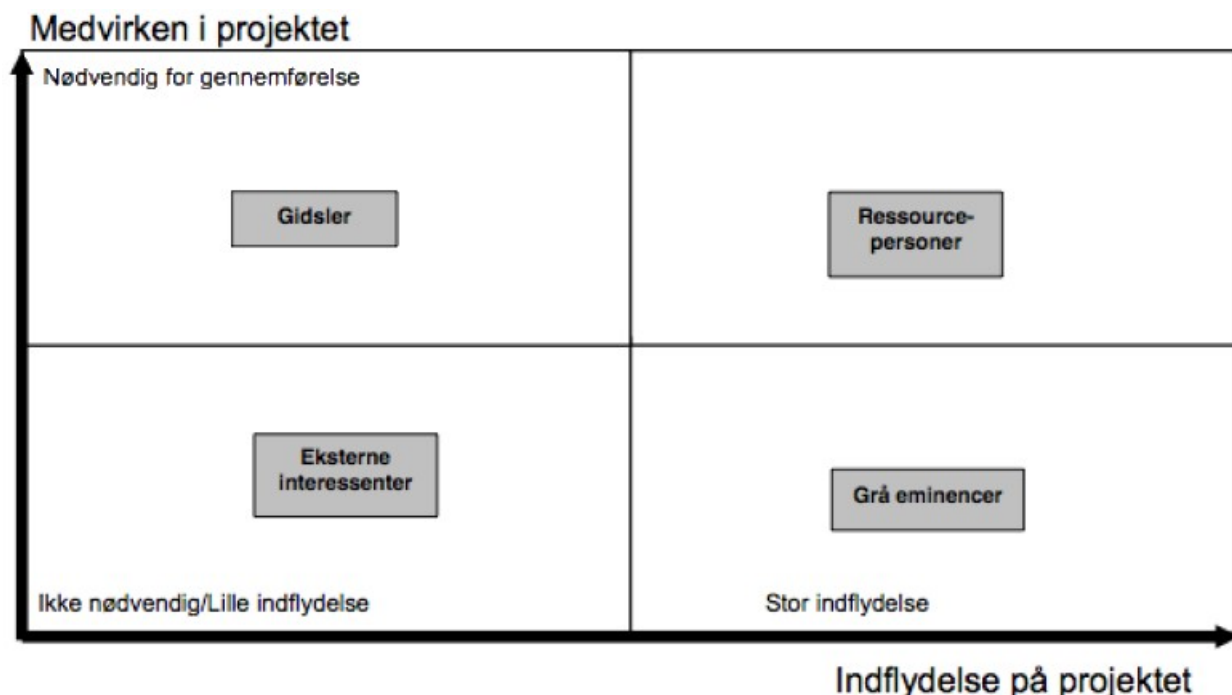 Medvirken i projektet
Nødvendig for gennemførelse
Gidsler
Ressource-
personer
Eksterne
interessenter
Grå eminencer
Ikke nødvendig/Lille indflydelse
Stor indflydelse
Indflydelse på projektet